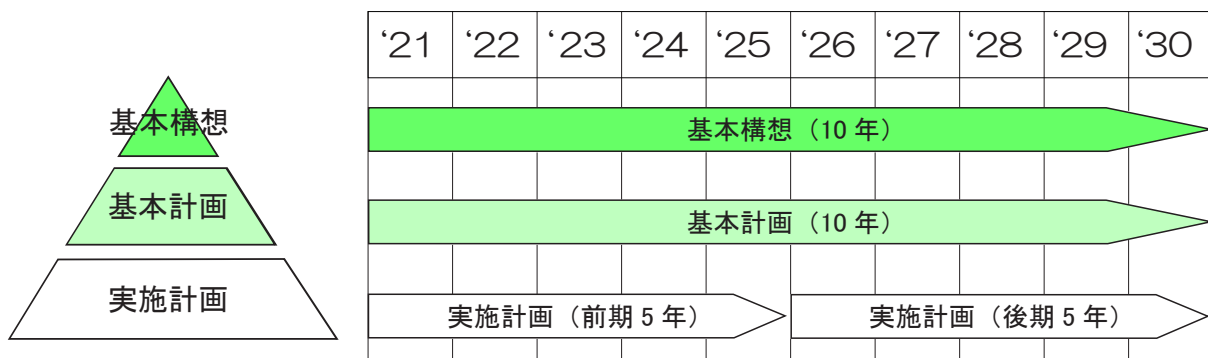 ‘21 ‘22 ‘23 ‘24 ‘25 ‘26 ‘27 ‘28 ‘29 ‘30
基本構想
基本構想（10 年）
基本計画
基本計画（10 年）
実施計画
実施計画（前期 5 年） 実施計画（後期 5 年）